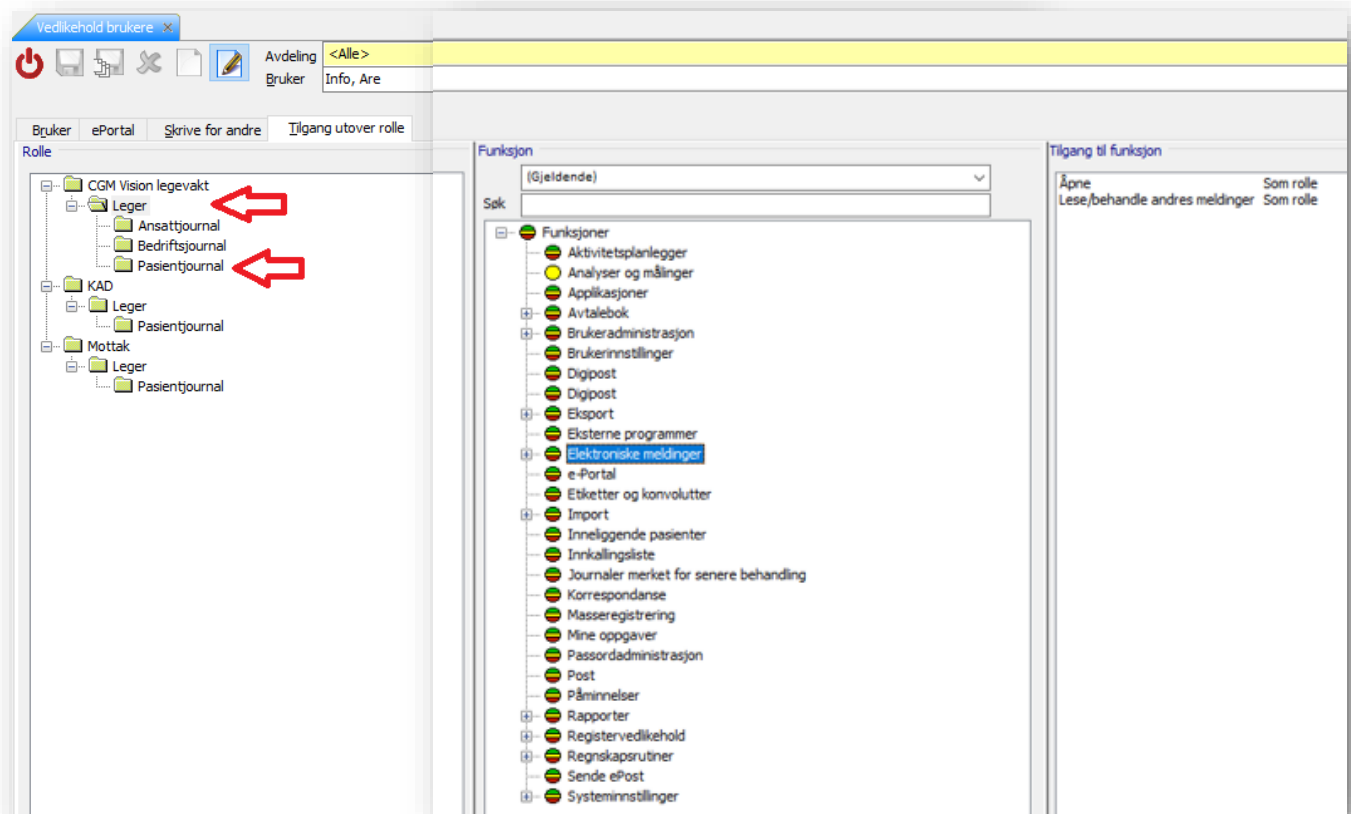 Vedlikehold brukere
Avdeling <Alle>
Bruker Info, Are
Bruker ePortal Skrive for andre Tilgang utover rolle
Rolle
CGM Vision legevakt
Leger
Ansattjournal
Bedriftsjournal
Pasientjournal
KAD
Leger
Pasientjournal
Mottak
Leger
Pasientjournal
Funksjon
(Gjeldende)
Søk
Funksjoner
Aktivitetsplanlegger
Analyser og målinger
Applikasjoner
Avtalebok
Brukeradministrasjon
Brukerinnstillinger
Digipost
Digipost
Eksport
Eksterne programmer
Elektroniske meldinger
e-Portal
Etiketter og konvolutter
Import
Inneliggende pasienter
Innkallingsliste
Journaler merket for senere behandling
Korrespondanse
Masseregistrering
Mine oppgaver
Passordadministrasjon
Post
Påminnelser
Rapporter
Registervedlikehold
Regnskapsrutiner
Sende ePost
Systeminnstillinger
Tilgang til funksjon
Åpne Som rolle
Lese/behandle andres meldinger Som rolle